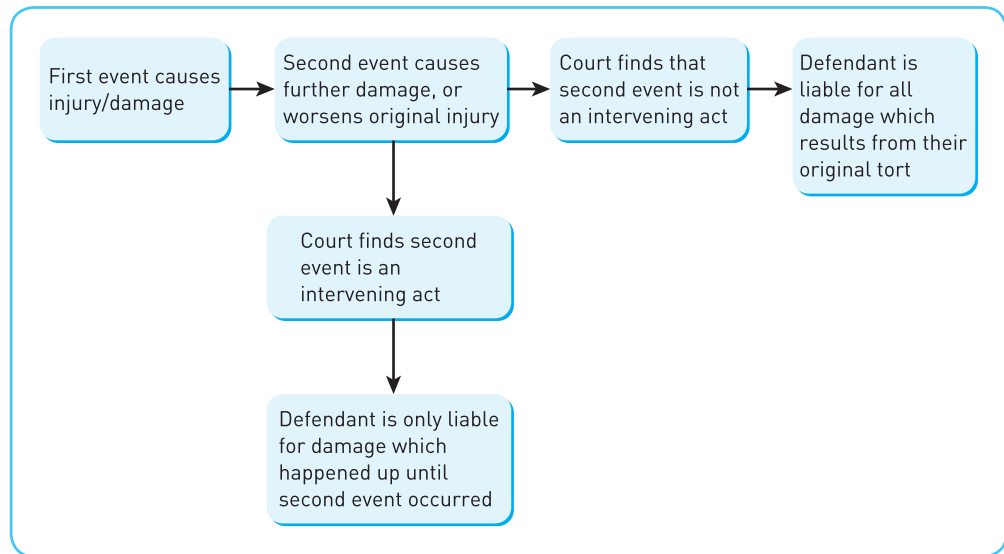 First event causes
injury/damage
Second event causes
further damage, or
worsens original injury
Court finds that
second event is not
an intervening act
Defendant is
liable for all
damage which
results from their
original tort
Court finds second
event is an
intervening act
Defendant is only liable
for damage which
happened up until
second event occurred